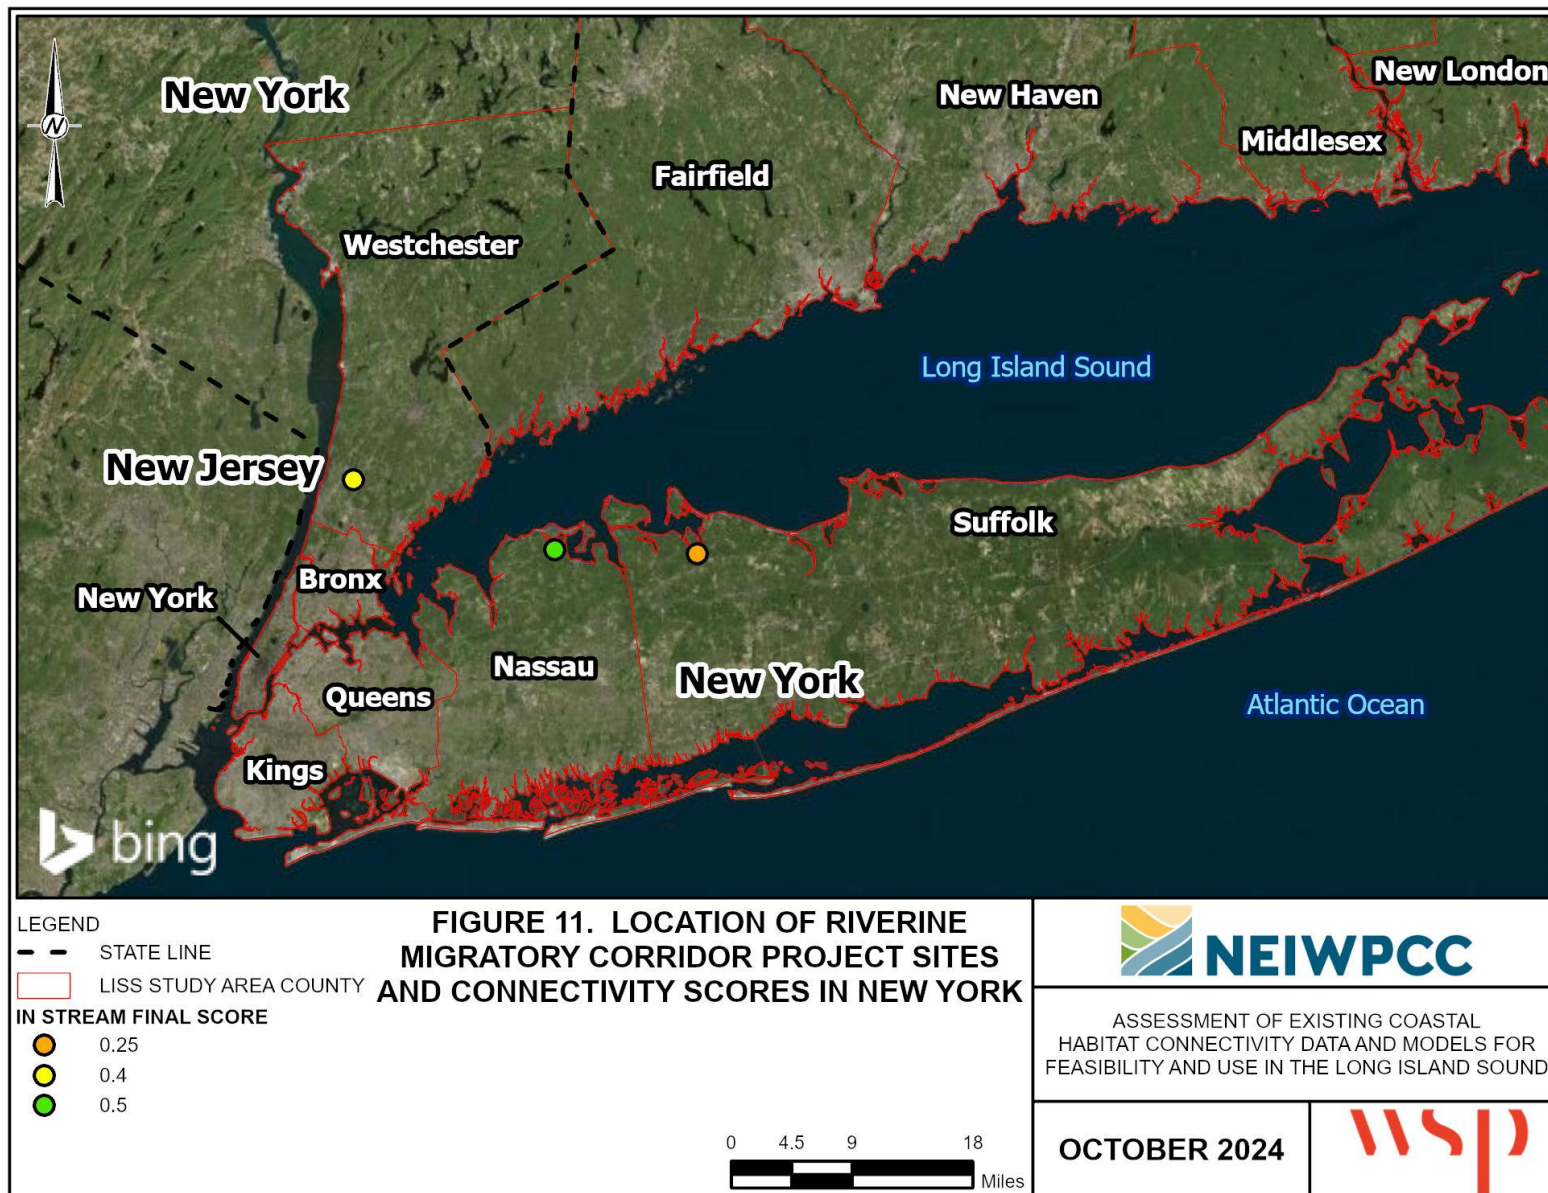 N
New York
New Haven
New London
Middlesex
Fairfield
Westchester
Long Island Sound
New Jersey
Suffolk
Bronx
New York
Nassau
New York
Queens
Atlantic Ocean
Kings
bing
LEGEND
STATE LINE
LISS STUDY AREA COUNTY
IN STREAM FINAL SCORE
0.25
0.4
0.5
FIGURE 11. LOCATION OF RIVERINE
MIGRATORY CORRIDOR PROJECT SITES
AND CONNECTIVITY SCORES IN NEW YORK
0 4.5 9 18
Miles
NEIWPCC
ASSESSMENT OF EXISTING COASTAL
HABITAT CONNECTIVITY DATA AND MODELS FOR
FEASIBILITY AND USE IN THE LONG ISLAND SOUND
OCTOBER 2024
wsp